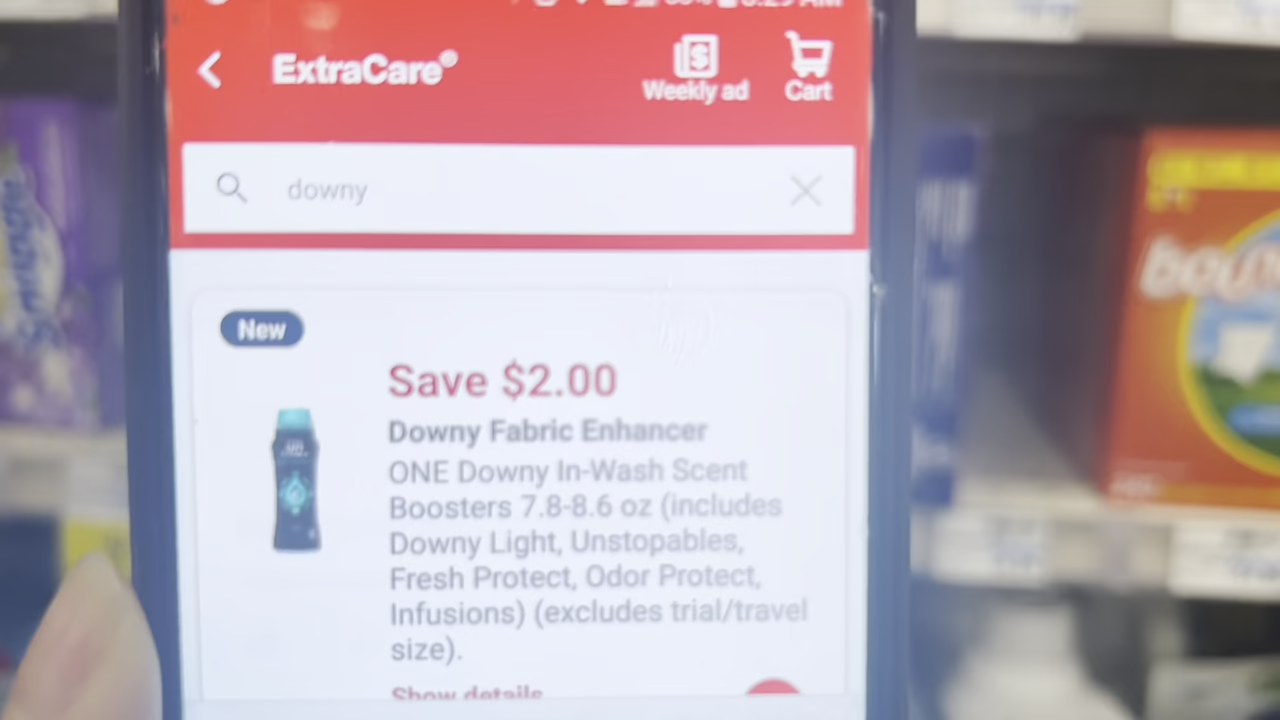 ExtraCare®
Weekly ad
Cart
downy
New
Save $2.00
Downy Fabric Enhancer
ONE Downy In-Wash Scent
Boosters 7.8-8.6 oz (includes
Downy Light, Unstopables,
Fresh Protect, Odor Protect,
Infusions) (excludes trial/travel
size).
Show details